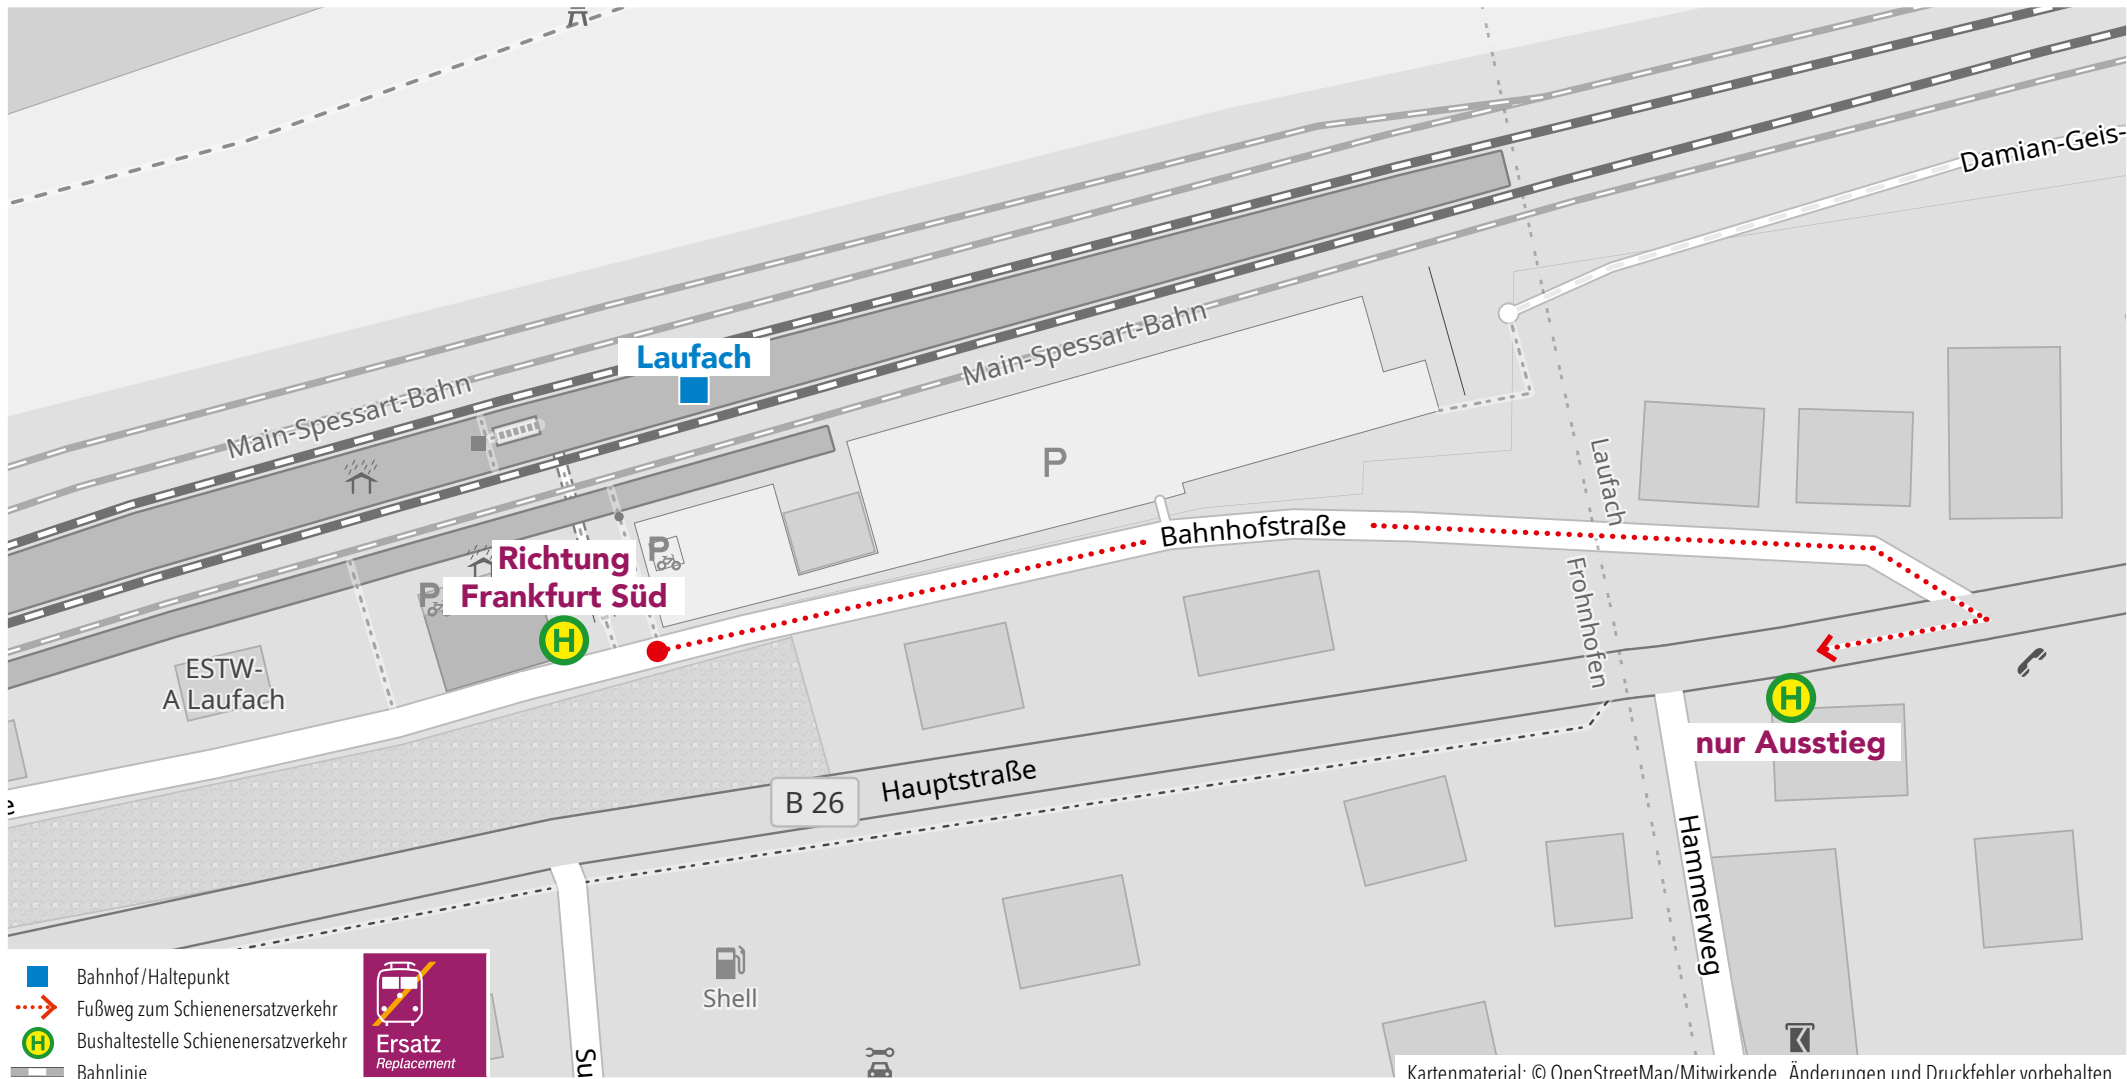 Damian-Geis-
Main-Spessart-Bahn
Laufach
Main-Spessart-Bahn
P
Laufach
Bahnhofstraße
P
Richtung
Frankfurt Süd
P
H
Frohnhofen
ESTW-
A Laufach
H
nur Ausstieg
Hauptstraße
B 26
e
Hammerweg
Shell
Su
Bahnhof/Haltepunkt
Fußweg zum Schienenersatzverkehr
H Bushaltestelle Schienenersatzverkehr
Bahnlinie
Ersatz
Replacement
Kartenmaterial: © OpenStreetMap/Mitwirkende Änderungen und Druckfehler vorbehalten